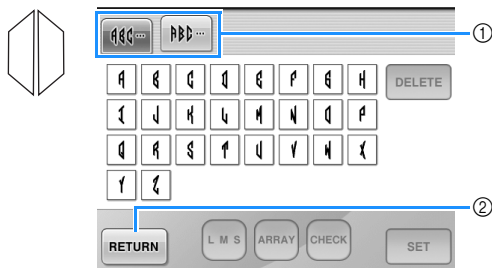 ABC... ABC... ①
A B C D E F G H DELETE
I J K L M N O P
Q R S T U V W X
Y Z
②
RETURN L M S ARRAY CHECK SET